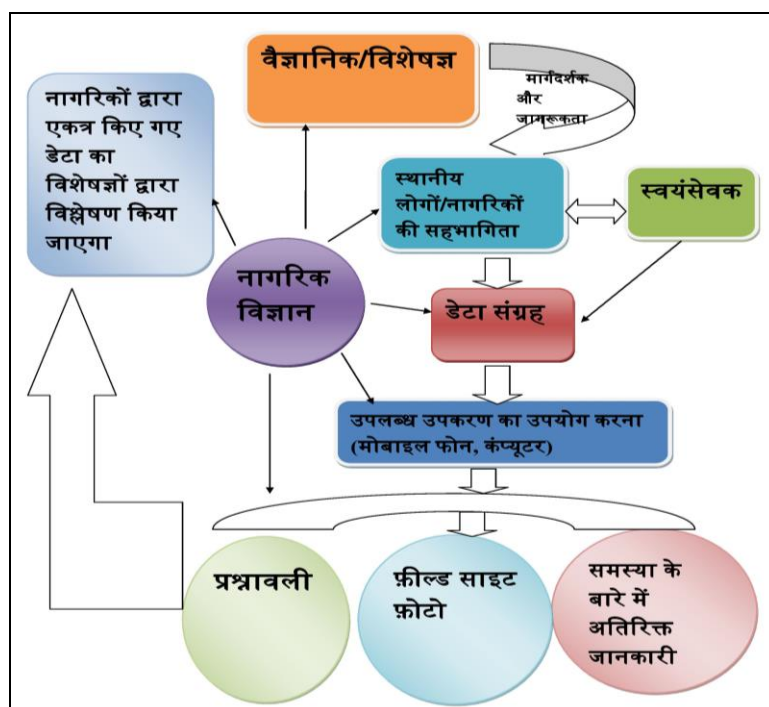 वैज्ञानिक/विशेषज्ञ
मार्गदर्शक
और
जागरूकता
नागरिकों द्वारा
एकत्र किए गए
डेटा का
विशेषज्ञों द्वारा
विश्लेषण किया
जाएगा
स्थानीय
लोगों/नागरिकों
की सहभागिता
स्वयंसेवक
नागरिक
विज्ञान
डेटा संग्रह
उपलब्ध उपकरण का उपयोग करना
(मोबाइल फोन, कंप्यूटर)
प्रश्नावली
फ़ील्ड साइट
फ़ोटो
समस्या के
बारे में
अतिरिक्त
जानकारी